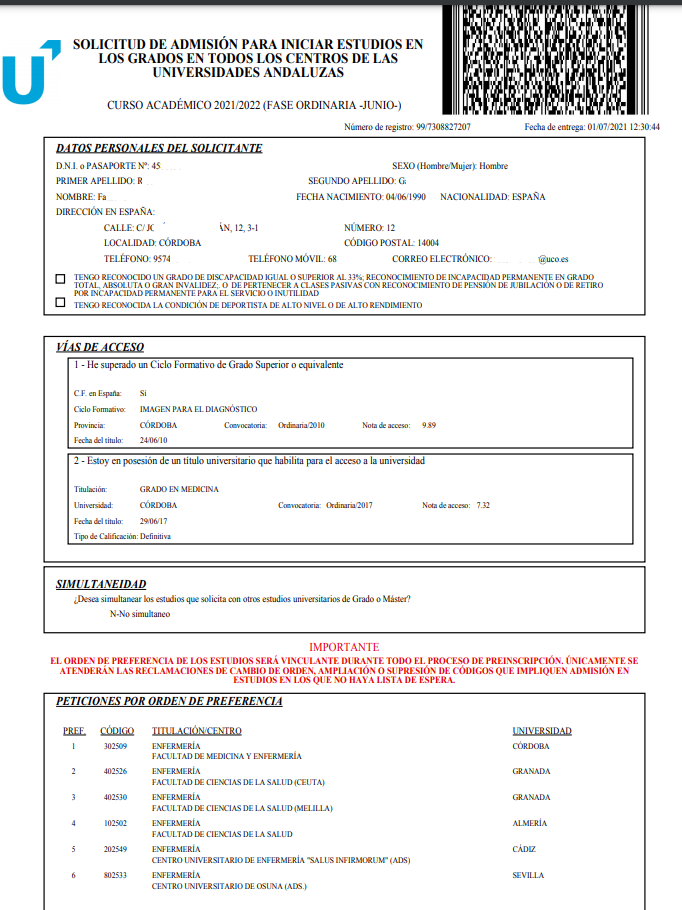 SOLICITUD DE ADMISIÓN PARA INICIAR ESTUDIOS EN
LOS GRADOS EN TODOS LOS CENTROS DE LAS
UNIVERSIDADES ANDALUZAS
CURSO ACADÉMICO 2021/2022 (FASE ORDINARIA -JUNIO-)
Número de registro: 99/7308827207 Fecha de entrega: 01/07/2021 12:30:44
DATOS PERSONALES DEL SOLICITANTE
D.N.I. o PASAPORTE Nº: 45 SEXO (Hombre/Mujer): Hombre
PRIMER APELLIDO: R SEGUNDO APELLIDO: G
NOMBRE: Fa FECHA NACIMIENTO: 04/06/1990 NACIONALIDAD: ESPAÑA
DIRECCIÓN EN ESPAÑA:
CALLE: C/ JO ÁN, 12, 3-1 NÚMERO: 12
LOCALIDAD: CÓRDOBA CÓDIGO POSTAL: 14004
TELÉFONO: 9574 TELÉFONO MÓVIL: 68 CORREO ELECTRÓNICO: @uco.es
TENGO RECONOCIDO UN GRADO DE DISCAPACIDAD IGUAL O SUPERIOR AL 33%; RECONOCIMIENTO DE INCAPACIDAD PERMANENTE EN GRADO
TOTAL, ABSOLUTA O GRAN INVALIDEZ;. O DE PERTENECER A CLASES PASIVAS CON RECONOCIMIENTO DE PENSIÓN DE JUBILACIÓN O DE RETIRO
POR INCAPACIDAD PERMANENTE PARA EL SERVICIO O INUTILIDAD
TENGO RECONOCIDA LA CONDICIÓN DE DEPORTISTA DE ALTO NIVEL O DE ALTO RENDIMIENTO
VÍAS DE ACCESO
1 - He superado un Ciclo Formativo de Grado Superior o equivalente
C.F. en España: Sí
Ciclo Formativo: IMAGEN PARA EL DIAGNÓSTICO
Provincia: CÓRDOBA Convocatoria: Ordinaria/2010 Nota de acceso: 9.89
Fecha del título: 24/06/10
2 - Estoy en posesión de un título universitario que habilita para el acceso a la universidad
Titulación: GRADO EN MEDICINA
Universidad: CÓRDOBA Convocatoria: Ordinaria/2017 Nota de acceso: 7.32
Fecha del título: 29/06/17
Tipo de Calificación: Definitiva
SIMULTANEIDAD
¿Desea simultanear los estudios que solicita con otros estudios universitarios de Grado o Máster?
N-No simultaneo
IMPORTANTE
EL ORDEN DE PREFERENCIA DE LOS ESTUDIOS SERÁ VINCULANTE DURANTE TODO EL PROCESO DE PREINSCRIPCIÓN. ÚNICAMENTE SE
ATENDERÁN LAS RECLAMACIONES DE CAMBIO DE ORDEN, AMPLIACIÓN O SUPRESIÓN DE CÓDIGOS QUE IMPLIQUEN ADMISIÓN EN
ESTUDIOS EN LOS QUE NO HAYA LISTA DE ESPERA.
PETICIONES POR ORDEN DE PREFERENCIA
PREF. CÓDIGO TITULACIÓN/CENTRO UNIVERSIDAD
1 302509 ENFERMERÍA CÓRDOBA
FACULTAD DE MEDICINA Y ENFERMERÍA
2 402526 ENFERMERÍA GRANADA
FACULTAD DE CIENCIAS DE LA SALUD (CEUTA)
3 402530 ENFERMERÍA GRANADA
FACULTAD DE CIENCIAS DE LA SALUD (MELILLA)
4 102502 ENFERMERÍA ALMERÍA
FACULTAD DE CIENCIAS DE LA SALUD
5 202549 ENFERMERÍA CÁDIZ
CENTRO UNIVERSITARIO DE ENFERMERÍA "SALUS INFIRMORUM" (ADS)
6 802533 ENFERMERÍA SEVILLA
CENTRO UNIVERSITARIO DE OSUNA (ADS.)